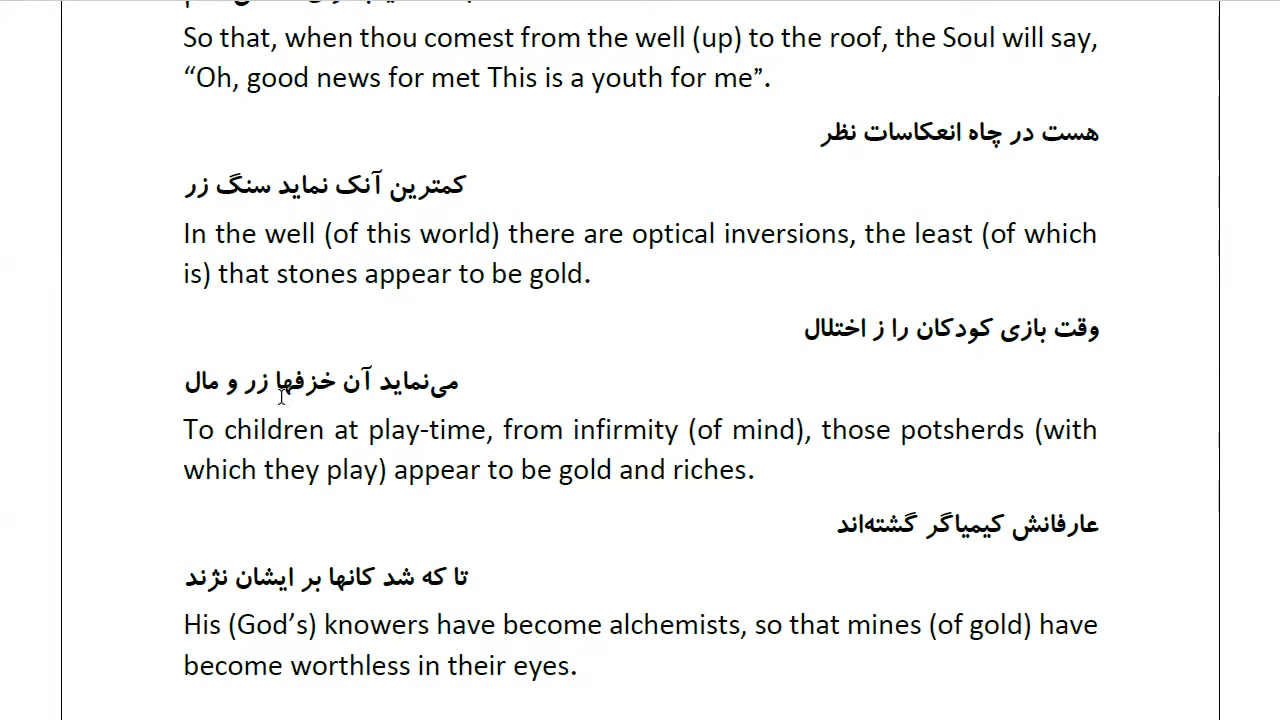 So that, when thou comest from the well (up) to the roof, the Soul will say,
“Oh, good news for met This is a youth for me”.
هست در چاه انعکاسات نظر
کمترین آنک نماید سنگ زر
In the well (of this world) there are optical inversions, the least (of which
is) that stones appear to be gold.
وقت بازی کودکان را ز اختلال
می‌نماید آن خزفها زر و مال
To children at play-time, from infirmity (of mind), those potsherds (with
which they play) appear to be gold and riches.
عارفانش کیمیاگر گشته‌اند
تا که شد کانها بر ایشان نژند
His (God’s) knowers have become alchemists, so that mines (of gold) have
become worthless in their eyes.